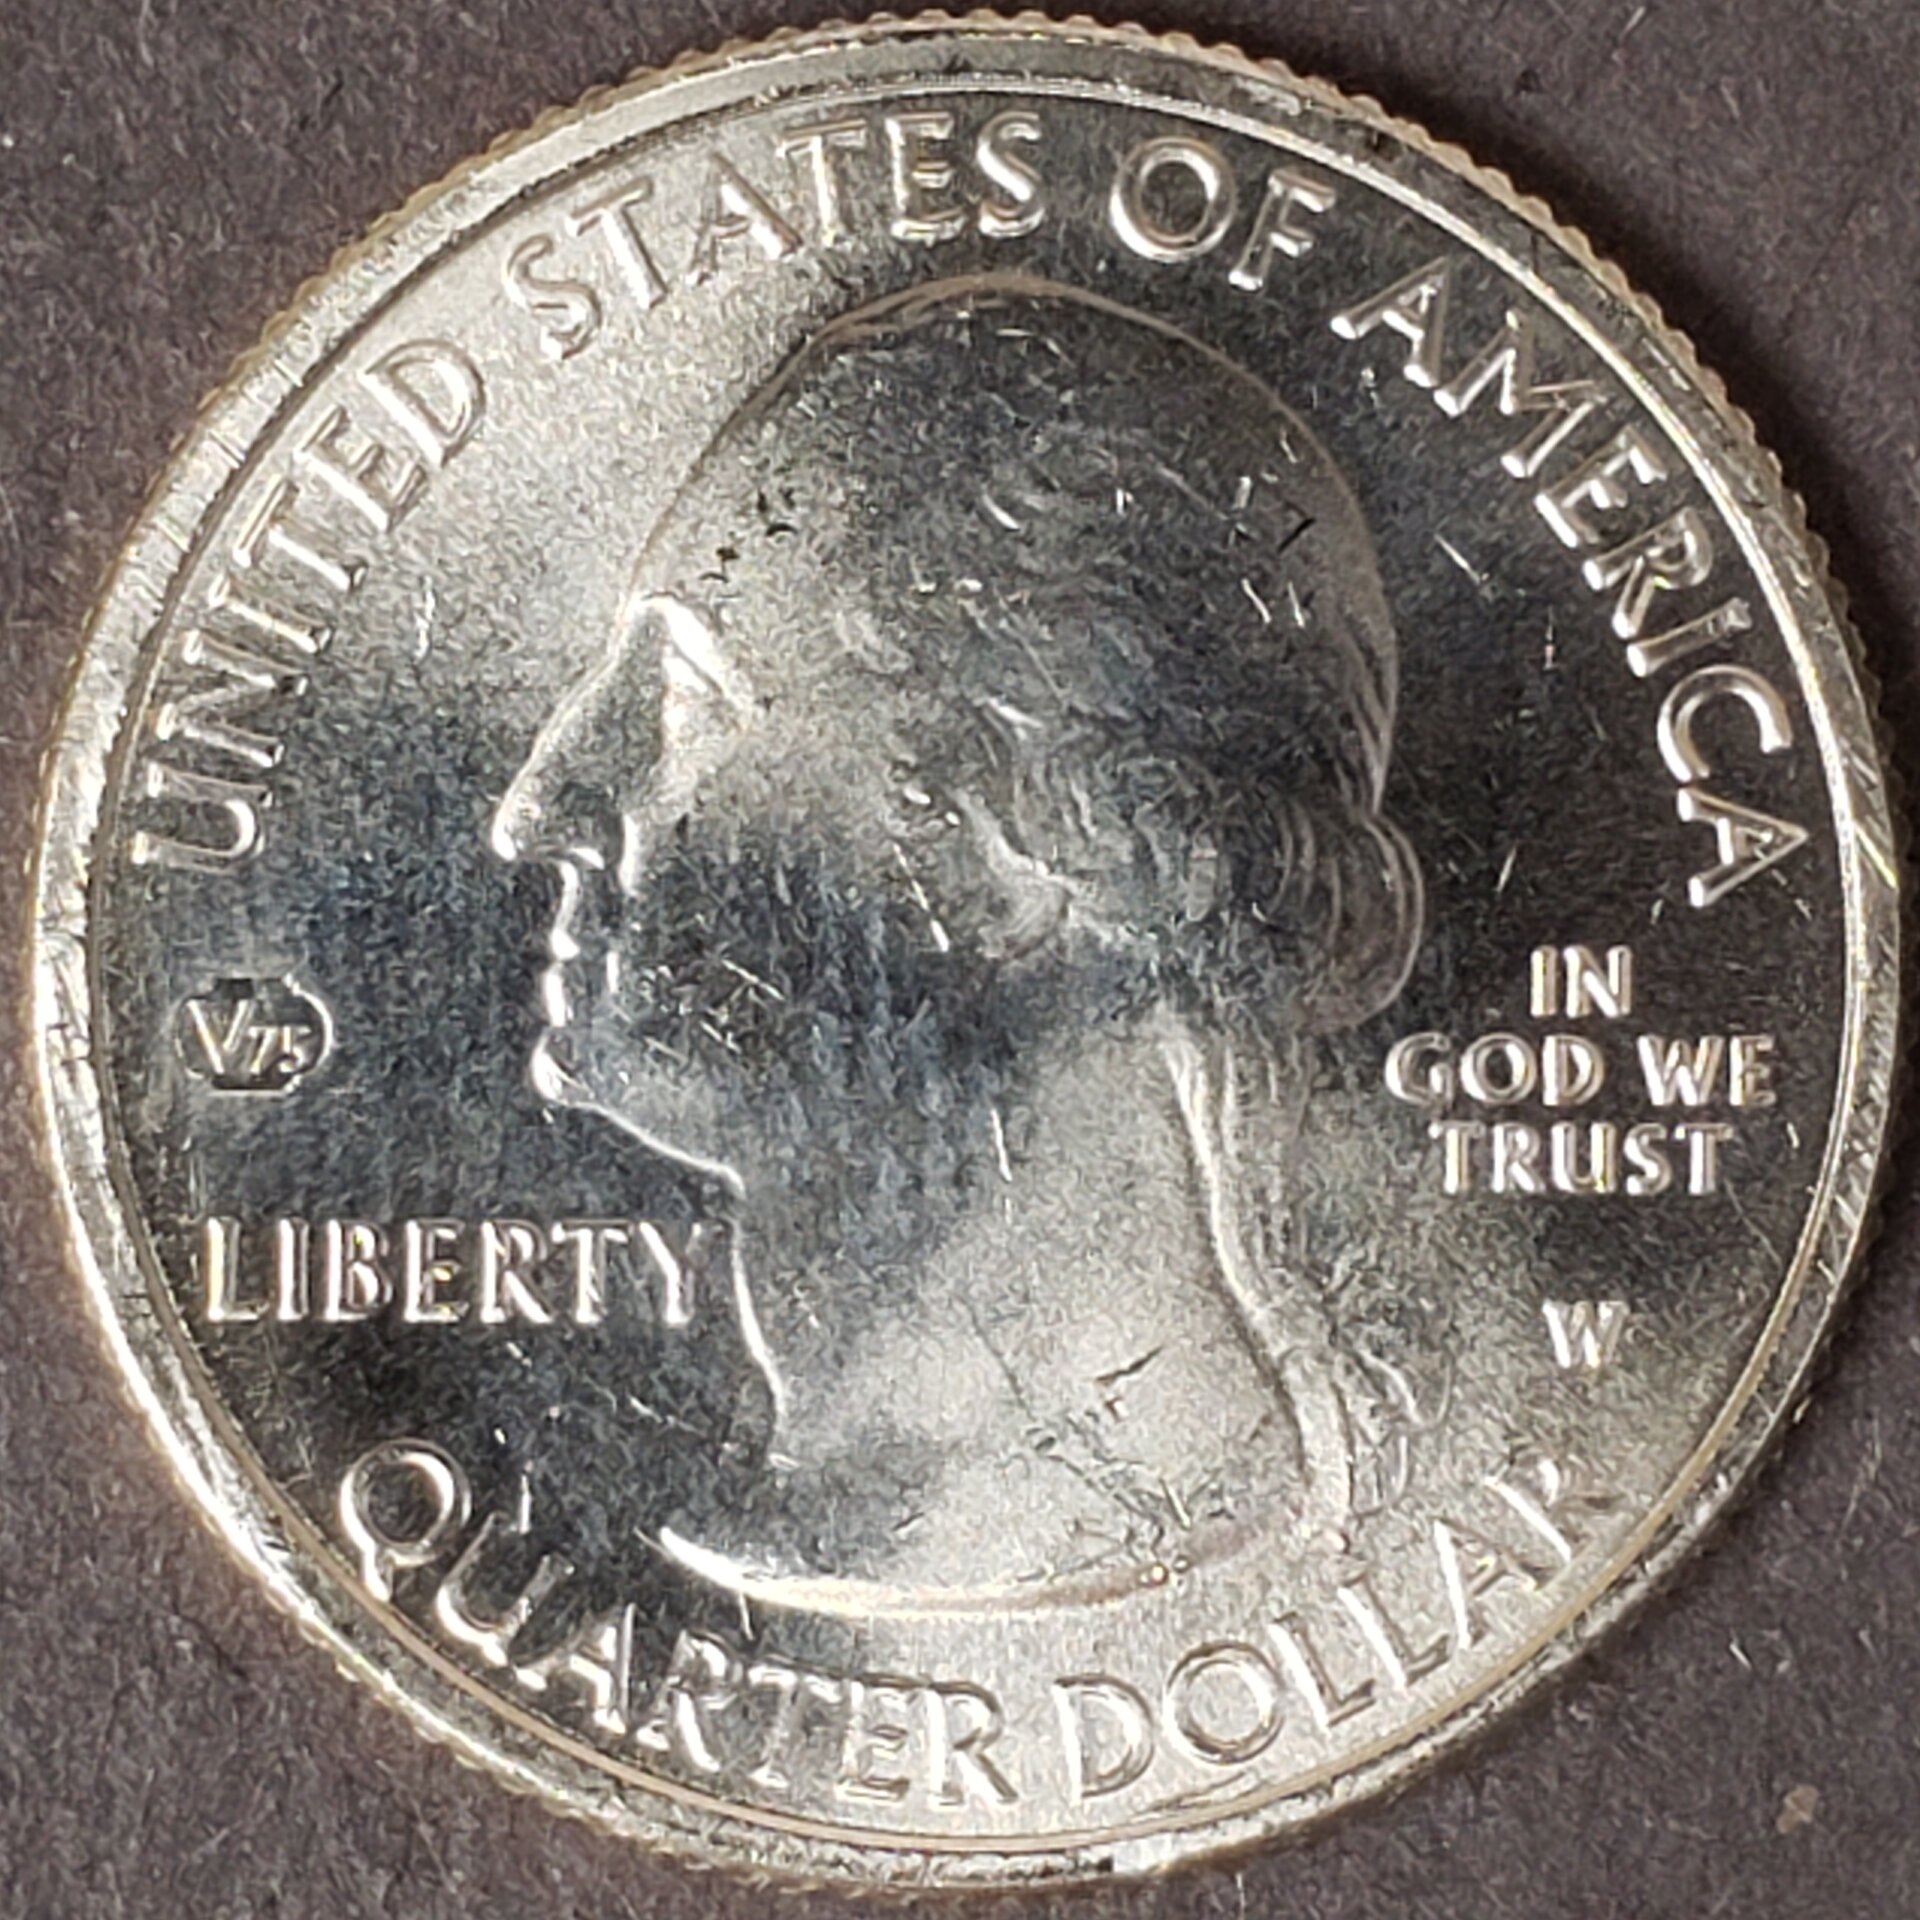 UNITED STATES OF AMERICA
V75
LIBERTY
IN
GOD WE
TRUST
W
QUARTER DOLLAR